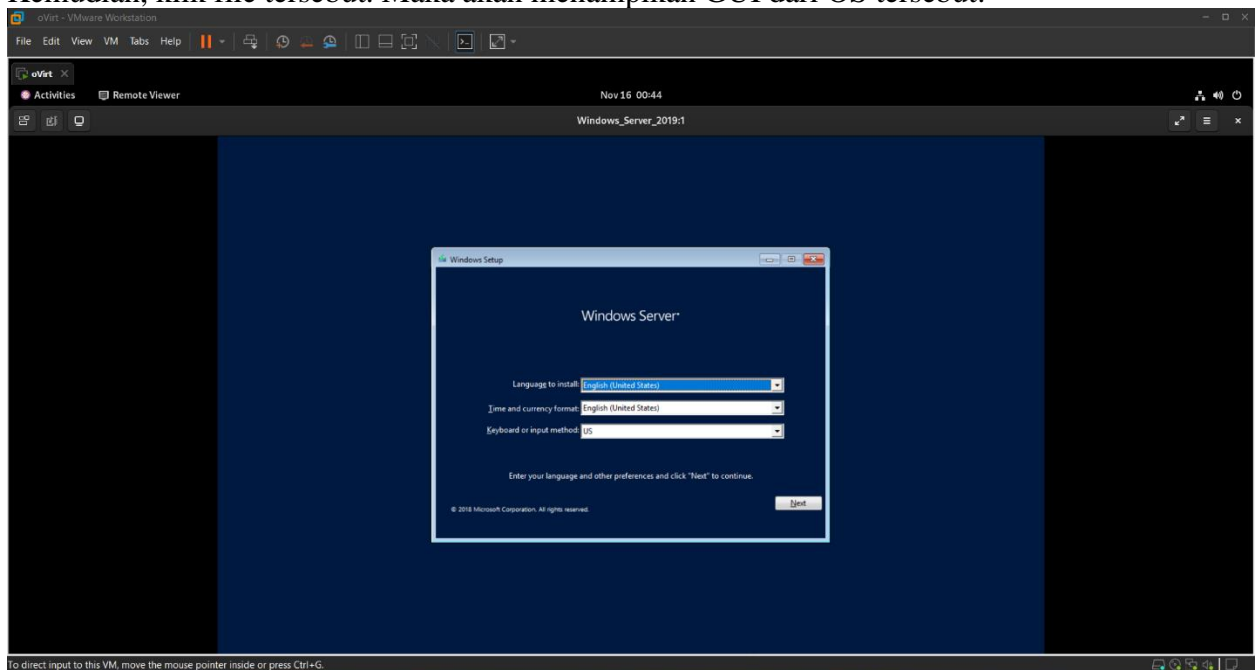 Kemudian, klik file tersebut. Maka akan menampilkan GUI dari OS tersebut.
oVirt - VMware Workstation
File Edit View VM Tabs Help
oVirt
Activities Remote Viewer Nov 16 00:44
Windows_Server_2019:1
Windows Setup
Windows Server
Language to install: English (United States)
Time and currency format: English (United States)
Keyboard or input method: US
Enter your language and other preferences and click "Next" to continue.
© 2018 Microsoft Corporation. All rights reserved.
Next
To direct input to this VM, move the mouse pointer inside or press Ctrl+G.